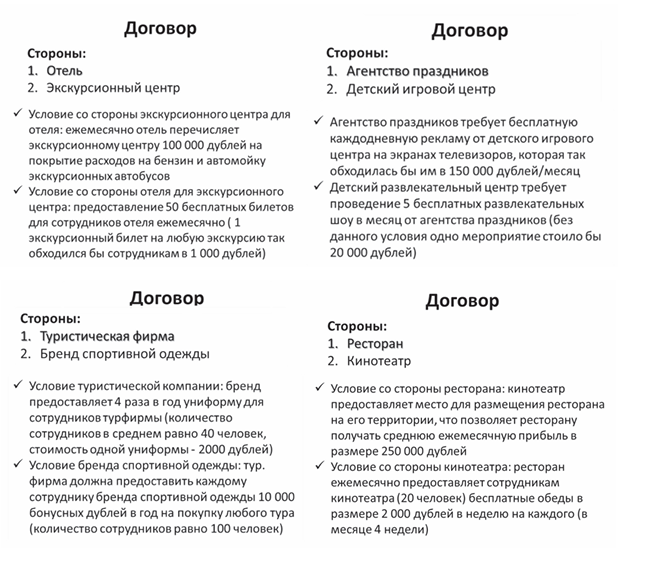 Договор
Стороны:
1. Отель
2. Экскурсионный центр
✓ Условие со стороны экскурсионного центра для
отеля: ежемесячно отель перечисляет
экскурсионному центру 100 000 дублей на
покрытие расходов на бензин и автомойку
экскурсионных автобусов
✓ Условие со стороны отеля для экскурсионного
центра: предоставление 50 бесплатных билетов
для сотрудников отеля ежемесячно ( 1
экскурсионный билет на любую экскурсию так
обходился бы сотрудникам в 1 000 дублей)
Договор
Стороны:
1. Агентство праздников
2. Детский игровой центр
✓ Агентство праздников требует бесплатную
каждодневную рекламу от детского игрового
центра на экранах телевизоров, которая так
обходилась бы им в 150 000 дублей/месяц
✓ Детский развлекательный центр требует
проведение 5 бесплатных развлекательных
шоу в месяц от агентства праздников (без
данного условия одно мероприятие стоило бы
20 000 дублей)
Договор
Стороны:
1. Туристическая фирма
2. Бренд спортивной одежды
✓ Условие туристической компании: бренд
предоставляет 4 раза в год униформу для
сотрудников турфирмы (количество
сотрудников в среднем равно 40 человек,
стоимость одной униформы - 2000 дублей)
✓ Условие бренда спортивной одежды: тур.
фирма должна предоставить каждому
сотруднику бренда спортивной одежды 10 000
бонусных дублей в год на покупку любого тура
(количество сотрудников равно 100 человек)
Договор
Стороны:
1. Ресторан
2. Кинотеатр
✓ Условие со стороны ресторана: кинотеатр
предоставляет место для размещения ресторана
на его территории, что позволяет ресторану
получать среднюю ежемесячную прибыль в
размере 250 000 дублей
✓ Условие со стороны кинотеатра: ресторан
ежемесячно предоставляет сотрудникам
кинотеатра (20 человек) бесплатные обеды в
размере 2 000 дублей в неделю на каждого (в
месяце 4 недели)